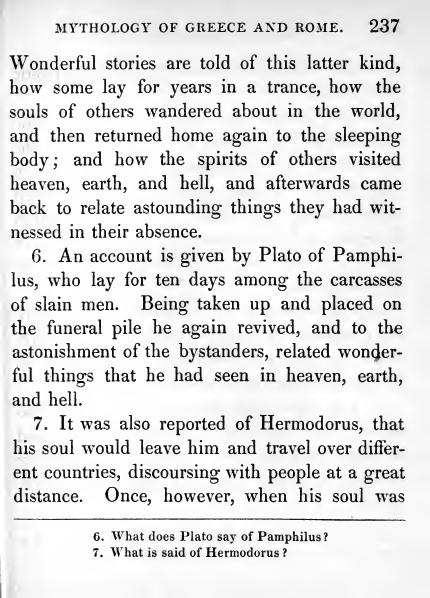 MYTHOLOGY OF GREECE AND ROME. 237
Wonderful stories are told of this latter kind,
how some lay for years in a trance, how the
souls of others wandered about in the world,
and then returned home again to the sleeping
body; and how the spirits of others visited
heaven, earth, and hell, and afterwards came
back to relate astounding things they had wit-
nessed in their absence.
6. An account is given by Plato of Pamphi-
lus, who lay for ten days among the carcasses
of slain men. Being taken up and placed on
the funeral pile he again revived, and to the
astonishment of the bystanders, related wonder-
ful things that he had seen in heaven, earth,
and hell.
7. It was also reported of Hermodorus, that
his soul would leave him and travel over differ-
ent countries, discoursing with people at a great
distance. Once, however, when his soul was
6. What does Plato say of Pamphilus?
7. What is said of Hermodorus?